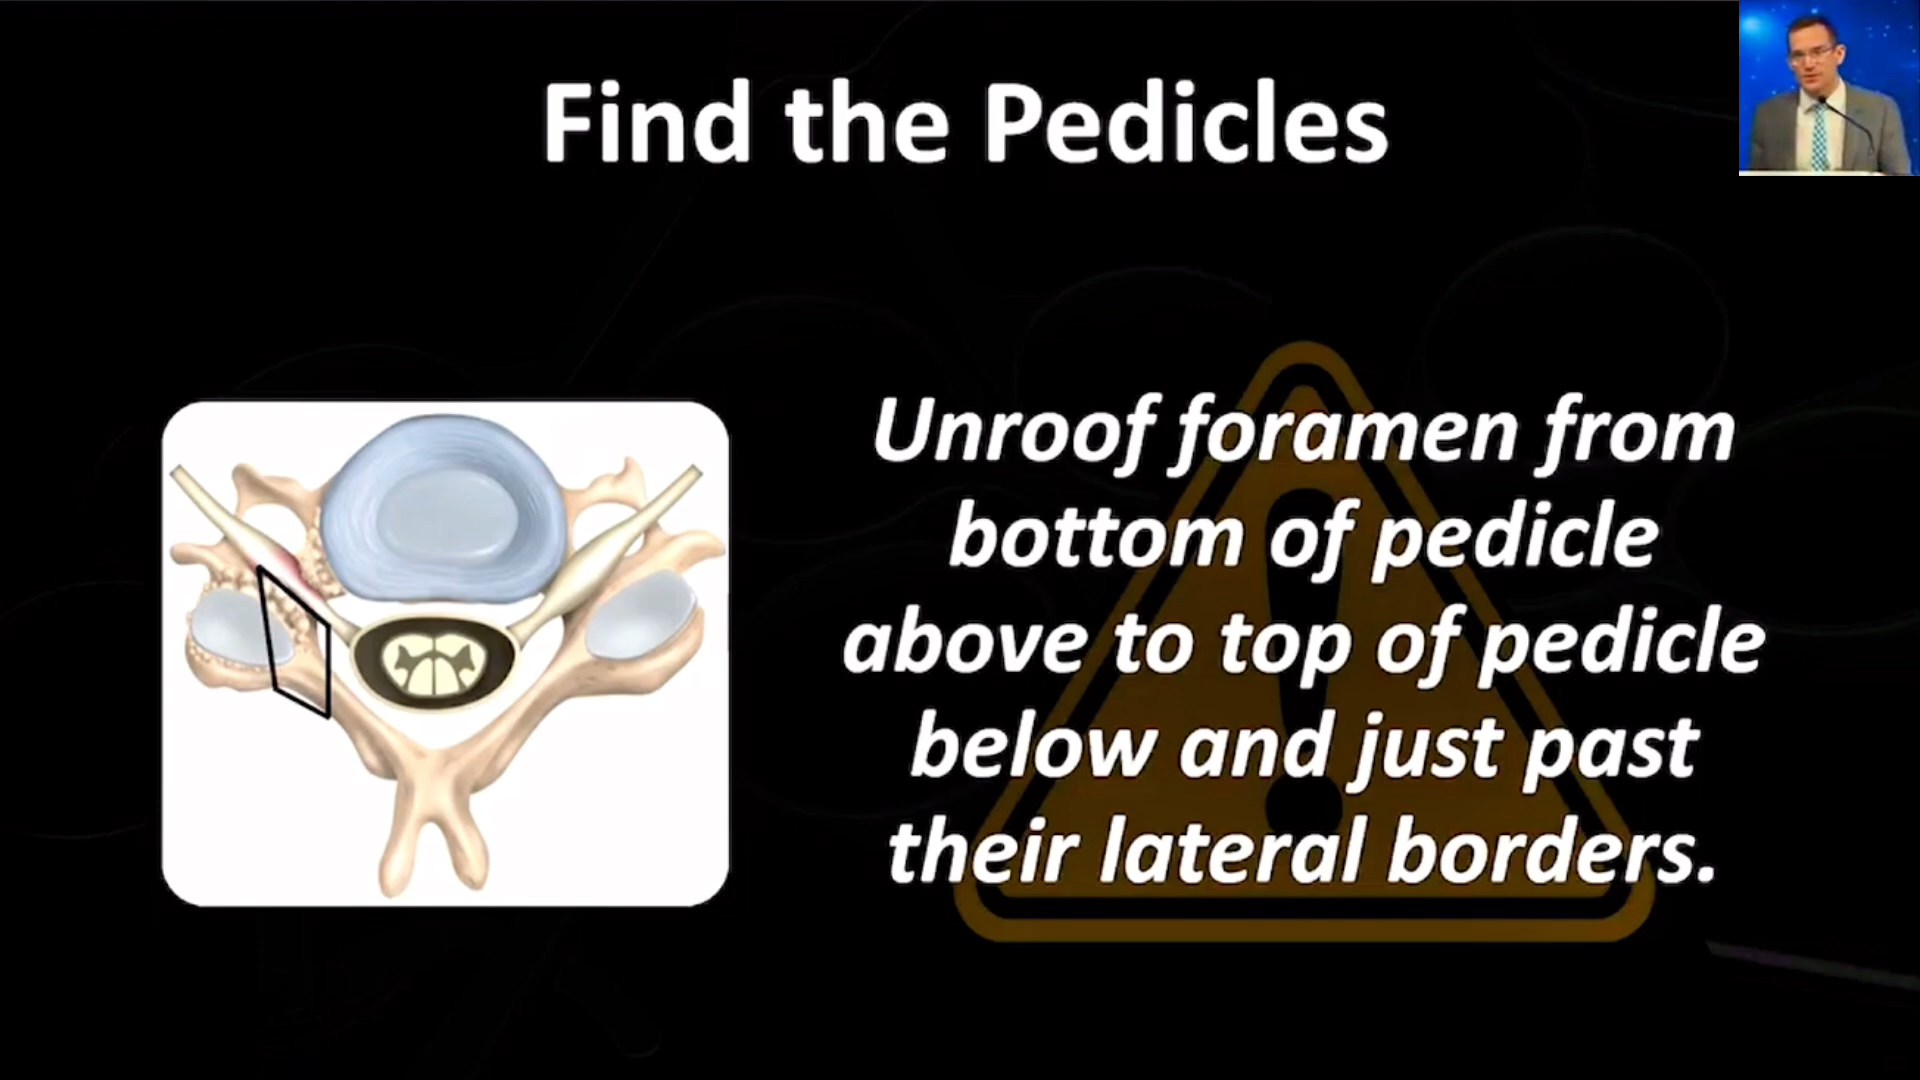 Find the Pedicles
Unroof foramen from
bottom of pedicle
above to top of pedicle
below and just past
their lateral borders.